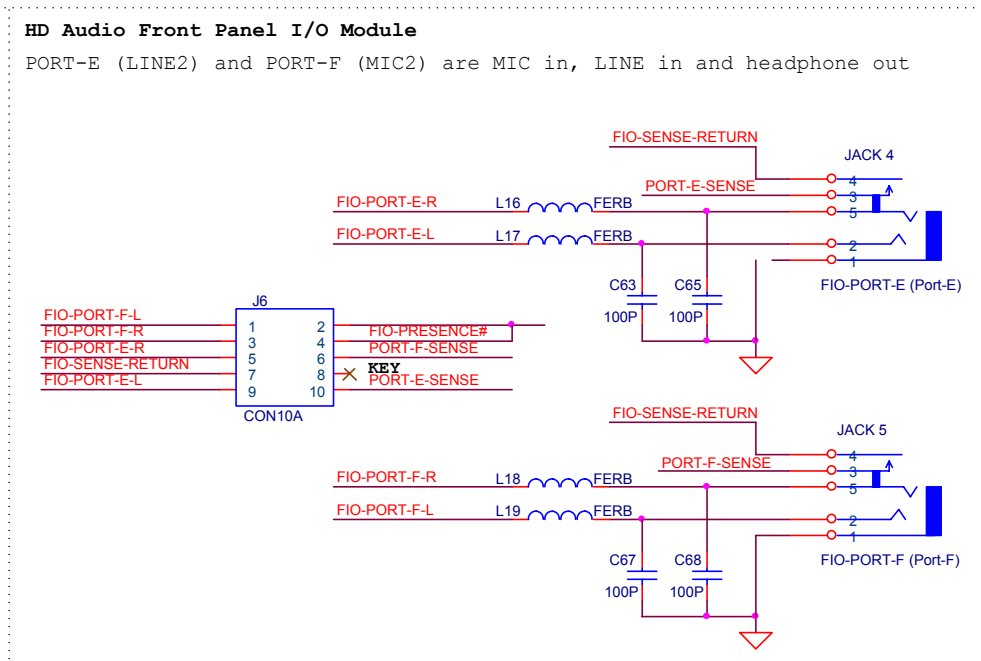 HD Audio Front Panel I/O Module
PORT-E (LINE2) and PORT-F (MIC2) are MIC in, LINE in and headphone out
FIO-SENSE-RETURN
JACK 4
4
PORT-E-SENSE
3
FIO-PORT-E-R
L16
FERB
5
FIO-PORT-E-L
L17
FERB
2
1
C63
C65
FIO-PORT-E (Port-E)
100P
100P
J6
FIO-PORT-F-L
1
2
FIO-PORT-F-R
3
4
FIO-PRESENCE#
FIO-PORT-E-R
5
6
PORT-F-SENSE
FIO-SENSE-RETURN
7
8
KEY
FIO-PORT-E-L
9
10
PORT-E-SENSE
CON10A
FIO-SENSE-RETURN
JACK 5
4
PORT-F-SENSE
3
FIO-PORT-F-R
L18
FERB
5
FIO-PORT-F-L
L19
FERB
2
1
C67
C68
FIO-PORT-F (Port-F)
100P
100P